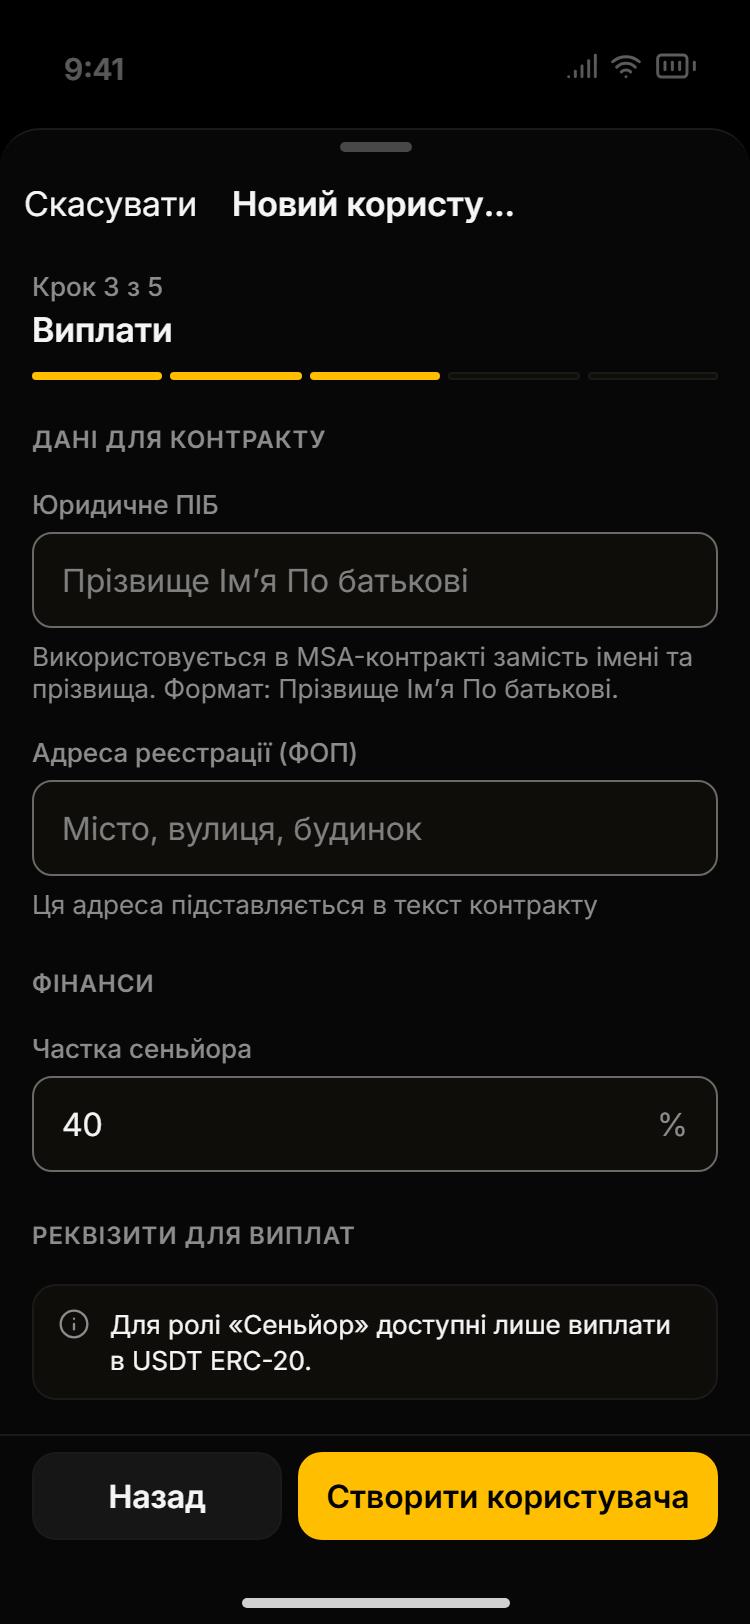 9:41
Скасувати
Новий користу...
Крок 3 з 5
Виплати
ДАНІ ДЛЯ КОНТРАКТУ
Юридичне ПІБ
Прізвище Ім’я По батькові
Використовується в MSA-контракті замість імені та
прізвища. Формат: Прізвище Ім’я По батькові.
Адреса реєстрації (ФОП)
Місто, вулиця, будинок
Ця адреса підставляється в текст контракту
ФІНАНСИ
Частка сеньйора
40 %
РЕКВІЗИТИ ДЛЯ ВИПЛАТ
Для ролі «Сеньйор» доступні лише виплати
в USDT ERC-20.
Назад
Створити користувача